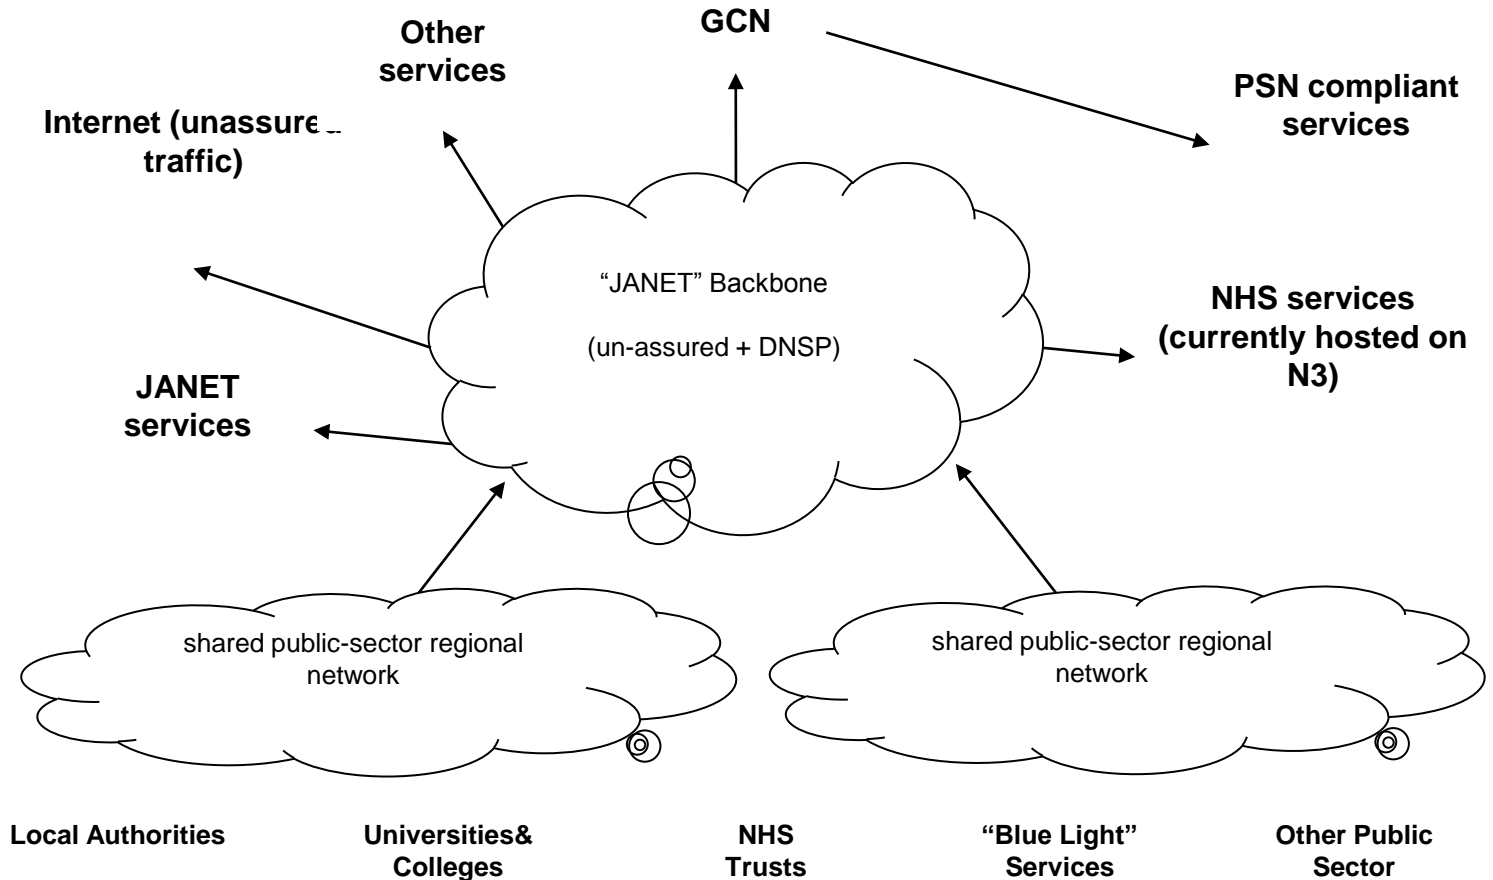 GCN
Other
services
PSN compliant
services
Internet (unassured
traffic)
“JANET” Backbone
(un-assured + DNSP)
NHS services
(currently hosted on
N3)
JANET
services
shared public-sector regional
network
shared public-sector regional
network
Local Authorities
Universities&
Colleges
NHS
Trusts
“Blue Light”
Services
Other Public
Sector